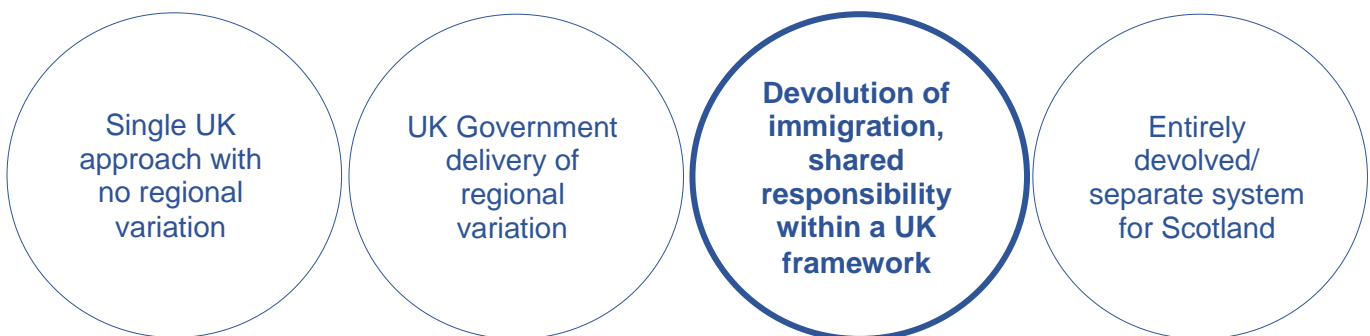 Single UK
approach with
no regional
variation
UK Government
delivery of
regional
variation
Devolution of
immigration,
shared
responsibility
within a UK
framework
Entirely
devolved/
separate system
for Scotland